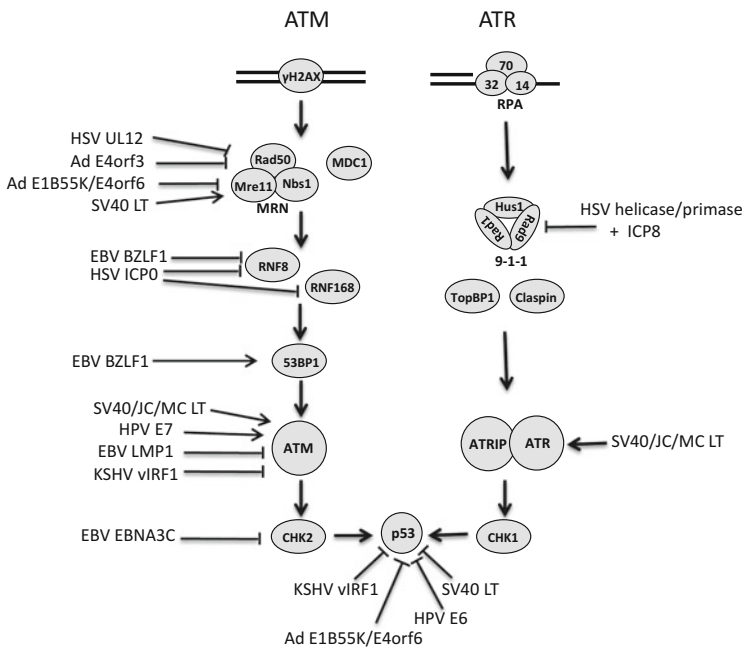 ATM
ATR
γH2AX
70
32
14
RPA
HSV UL12
Ad E4orf3
Ad E1B55K/E4orf6
SV40 LT
Rad50
Mre11
Nbs1
MRN
MDC1
Hus1
Rad1
Rad9
9-1-1
HSV helicase/primase
+ ICP8
EBV BZLF1
HSV ICP0
RNF8
RNF168
TopBP1
Claspin
EBV BZLF1
53BP1
SV40/JC/MC LT
HPV E7
EBV LMP1
KSHV vIRF1
ATM
ATRIP
ATR
SV40/JC/MC LT
EBV EBNA3C
CHK2
p53
CHK1
KSHV vIRF1
SV40 LT
HPV E6
Ad E1B55K/E4orf6